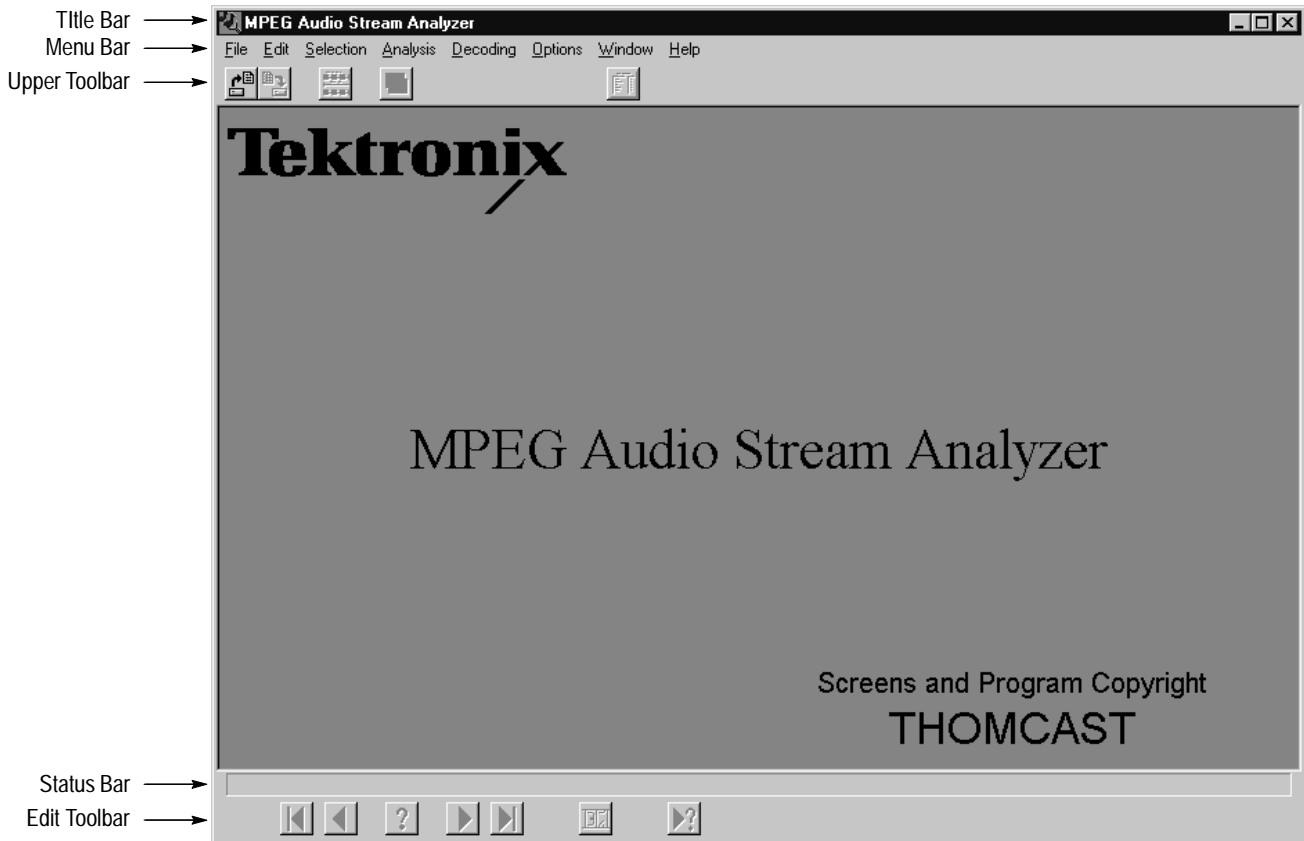 TItle Bar
MPEG Audio Stream Analyzer
Menu Bar
File Edit Selection Analysis Decoding Options Window Help
Upper Toolbar
Tektronix
MPEG Audio Stream Analyzer
Screens and Program Copyright
THOMCAST
Status Bar
Edit Toolbar
?
?